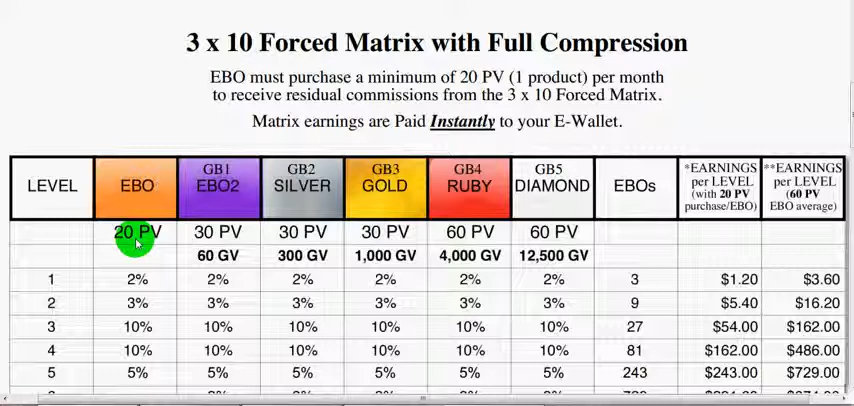 3 x 10 Forced Matrix with Full Compression
EBO must purchase a minimum of 20 PV (1 product) per month
to receive residual commissions from the 3 x 10 Forced Matrix.
Matrix earnings are Paid Instantly to your E-Wallet.
LEVEL EBO GB1 EBO2 GB2 SILVER GB3 GOLD GB4 RUBY GB5 DIAMOND EBOs *EARNINGS per LEVEL (with 20 PV purchase/EBO) **EARNINGS per LEVEL (60 PV EBO average)
20 PV 30 PV 30 PV 30 PV 60 PV 60 PV
60 GV 300 GV 1,000 GV 4,000 GV 12,500 GV
1 2% 2% 2% 2% 2% 2% 3 $1.20 $3.60
2 3% 3% 3% 3% 3% 3% 9 $5.40 $16.20
3 10% 10% 10% 10% 10% 10% 27 $54.00 $162.00
4 10% 10% 10% 10% 10% 10% 81 $162.00 $486.00
5 5% 5% 5% 5% 5% 5% 243 $243.00 $729.00